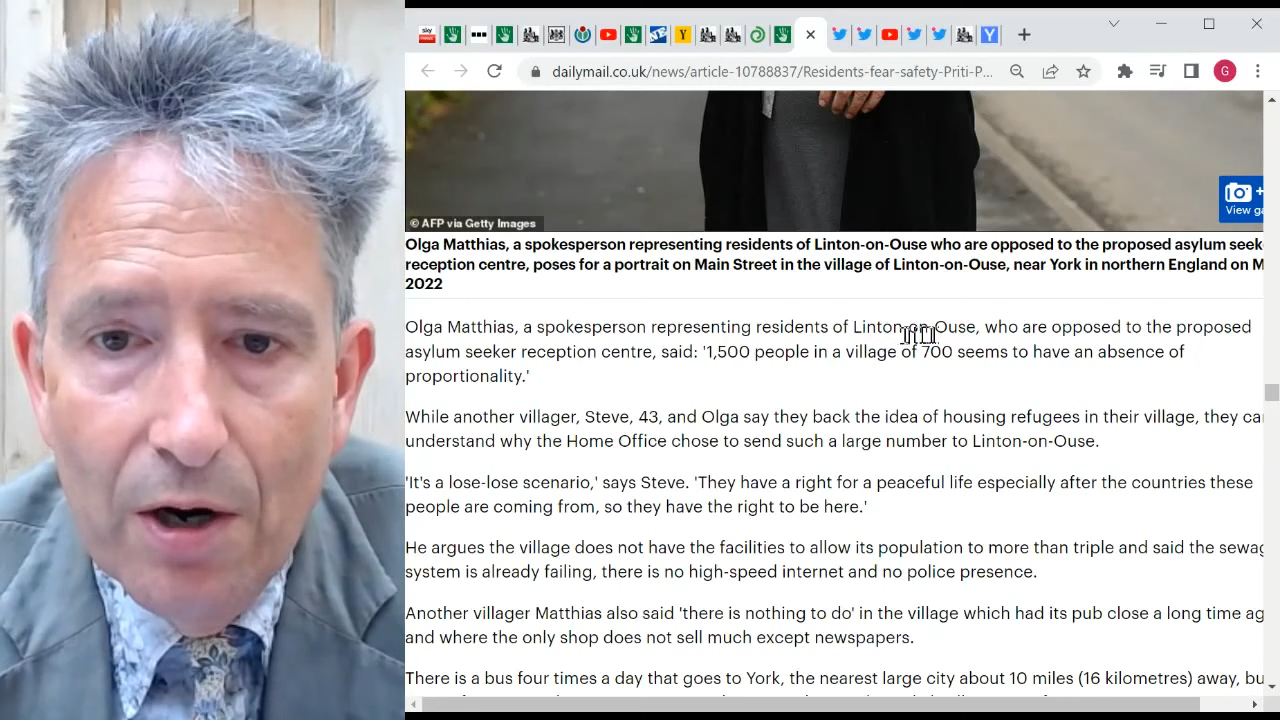 dailymail.co.uk/news/article-10788837/Residents-fear-safety-Priti-P...
G
View ga
© AFP via Getty Images
Olga Matthias, a spokesperson representing residents of Linton-on-Ouse who are opposed to the proposed asylum seek
reception centre, poses for a portrait on Main Street in the village of Linton-on-Ouse, near York in northern England on M
2022
Olga Matthias, a spokesperson representing residents of Linton-on-Ouse, who are opposed to the proposed
asylum seeker reception centre, said: '1,500 people in a village of 700 seems to have an absence of
proportionality.'
While another villager, Steve, 43, and Olga say they back the idea of housing refugees in their village, they can
understand why the Home Office chose to send such a large number to Linton-on-Ouse.
'It's a lose-lose scenario,' says Steve. 'They have a right for a peaceful life especially after the countries these
people are coming from, so they have the right to be here.'
He argues the village does not have the facilities to allow its population to more than triple and said the sewag
system is already failing, there is no high-speed internet and no police presence.
Another villager Matthias also said 'there is nothing to do' in the village which had its pub close a long time ag
and where the only shop does not sell much except newspapers.
There is a bus four times a day that goes to York, the nearest large city about 10 miles (16 kilometres) away, bu